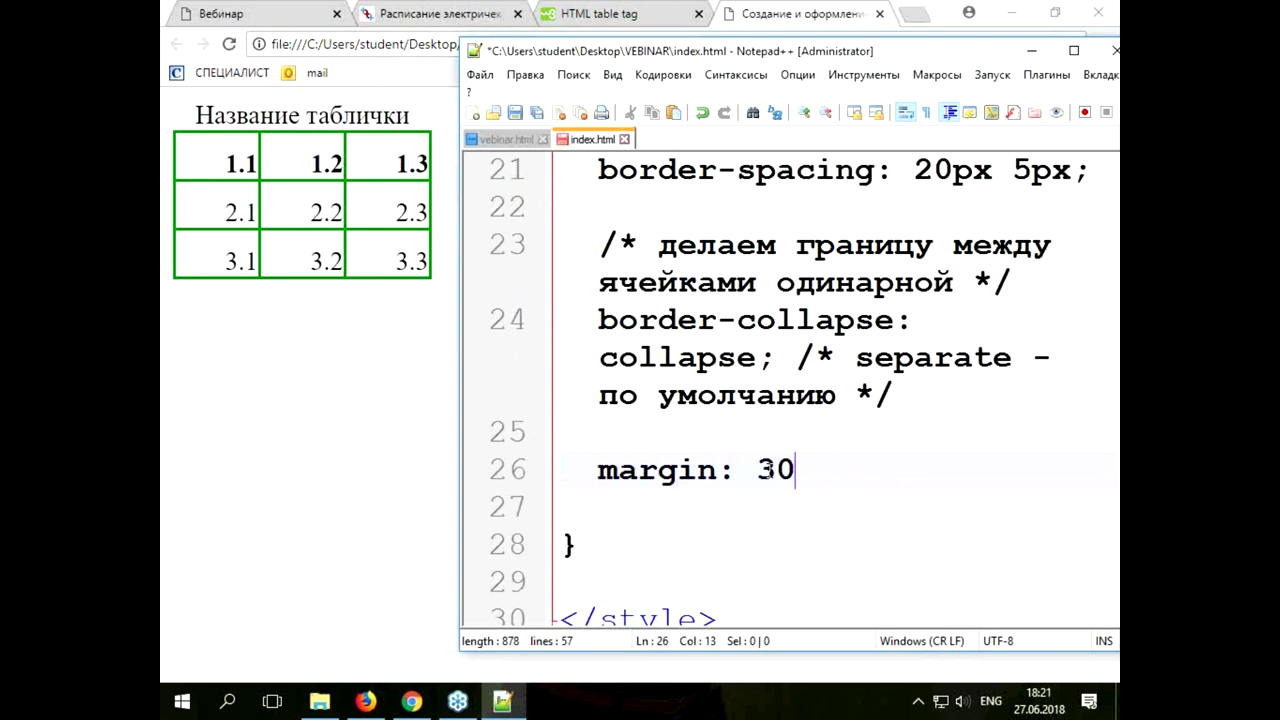 Вебинар
Расписание электричек
HTML table tag
Создание и оформлени
file:///C:/Users/student/Desktop/
СПЕЦИАЛИСТ
mail
Название таблички
1.1 1.2 1.3
2.1 2.2 2.3
3.1 3.2 3.3
*C:\Users\student\Desktop\VEBINAR\index.html - Notepad++ [Administrator]
Файл Правка Поиск Вид Кодировки Синтаксисы Опции Инструменты Макросы Запуск Плагины Вклад
?
vebinar.html index.html
21 border-spacing: 20px 5px;
22
23 /* делаем границу между
ячейками одинарной */
24 border-collapse:
collapse; /* separate -
по умолчанию */
25
26 margin: 30
27
28 }
29
30 </style>
length : 878 lines : 57 Ln : 26 Col : 13 Sel : 0 | 0 Windows (CR LF) UTF-8 INS
ENG
18:21
27.06.2018